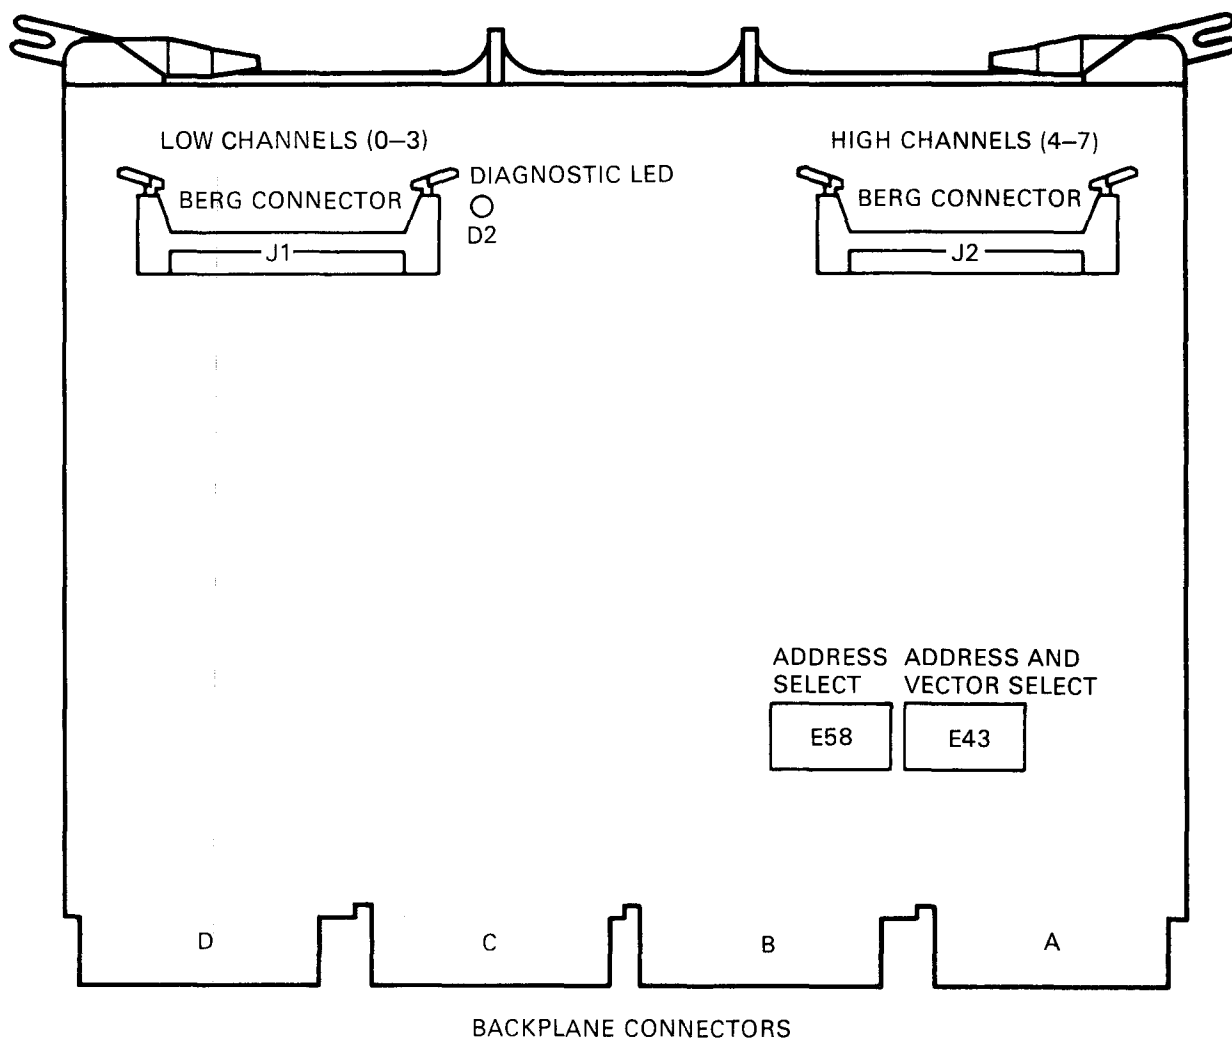 LOW CHANNELS (0–3)
HIGH CHANNELS (4–7)
DIAGNOSTIC LED
BERG CONNECTOR
D2
J1
BERG CONNECTOR
J2
ADDRESS SELECT
ADDRESS AND VECTOR SELECT
E58
E43
D
C
B
A
BACKPLANE CONNECTORS